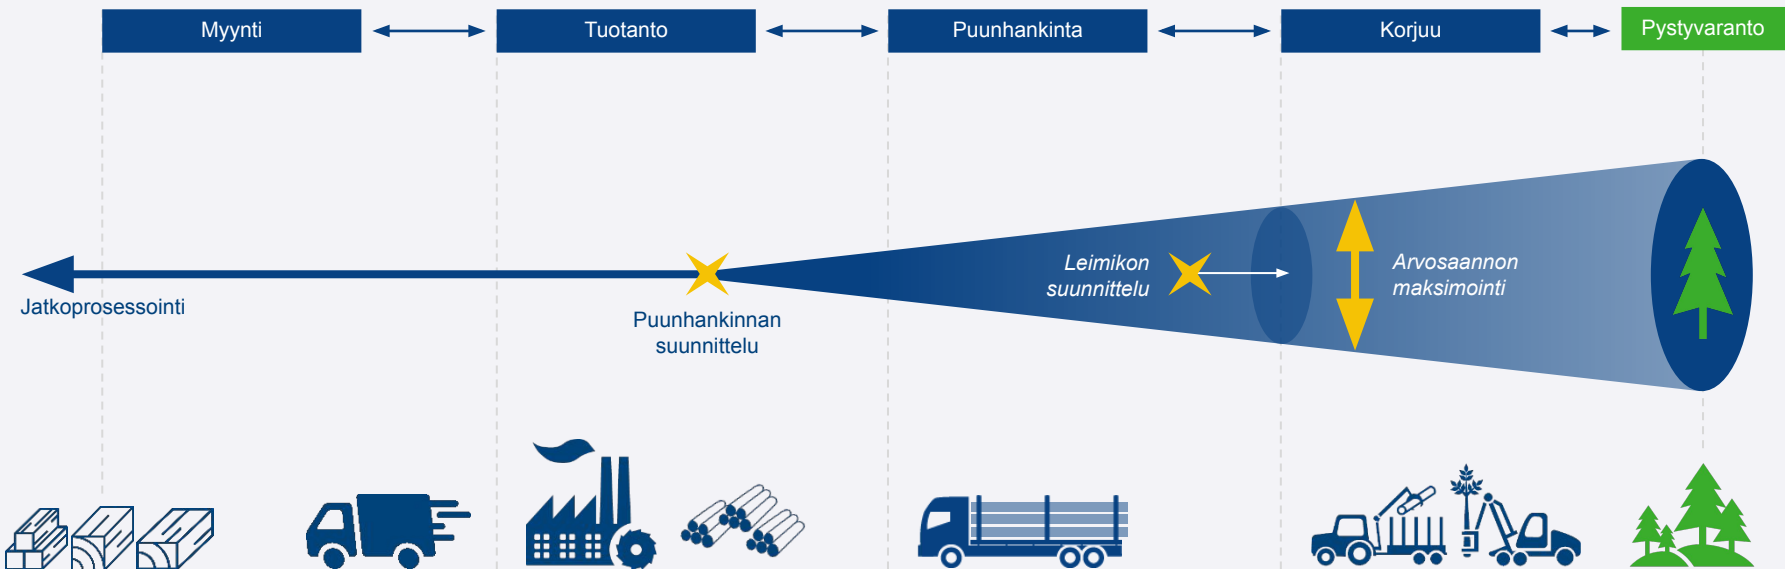 Myynti
Tuotanto
Puunhankinta
Korjuu
Pystyvaranto
Leimikon
suunnittelu
Arvosaannon
maksimointi
Jatkoprosessointi
Puunhankinnan
suunnittelu